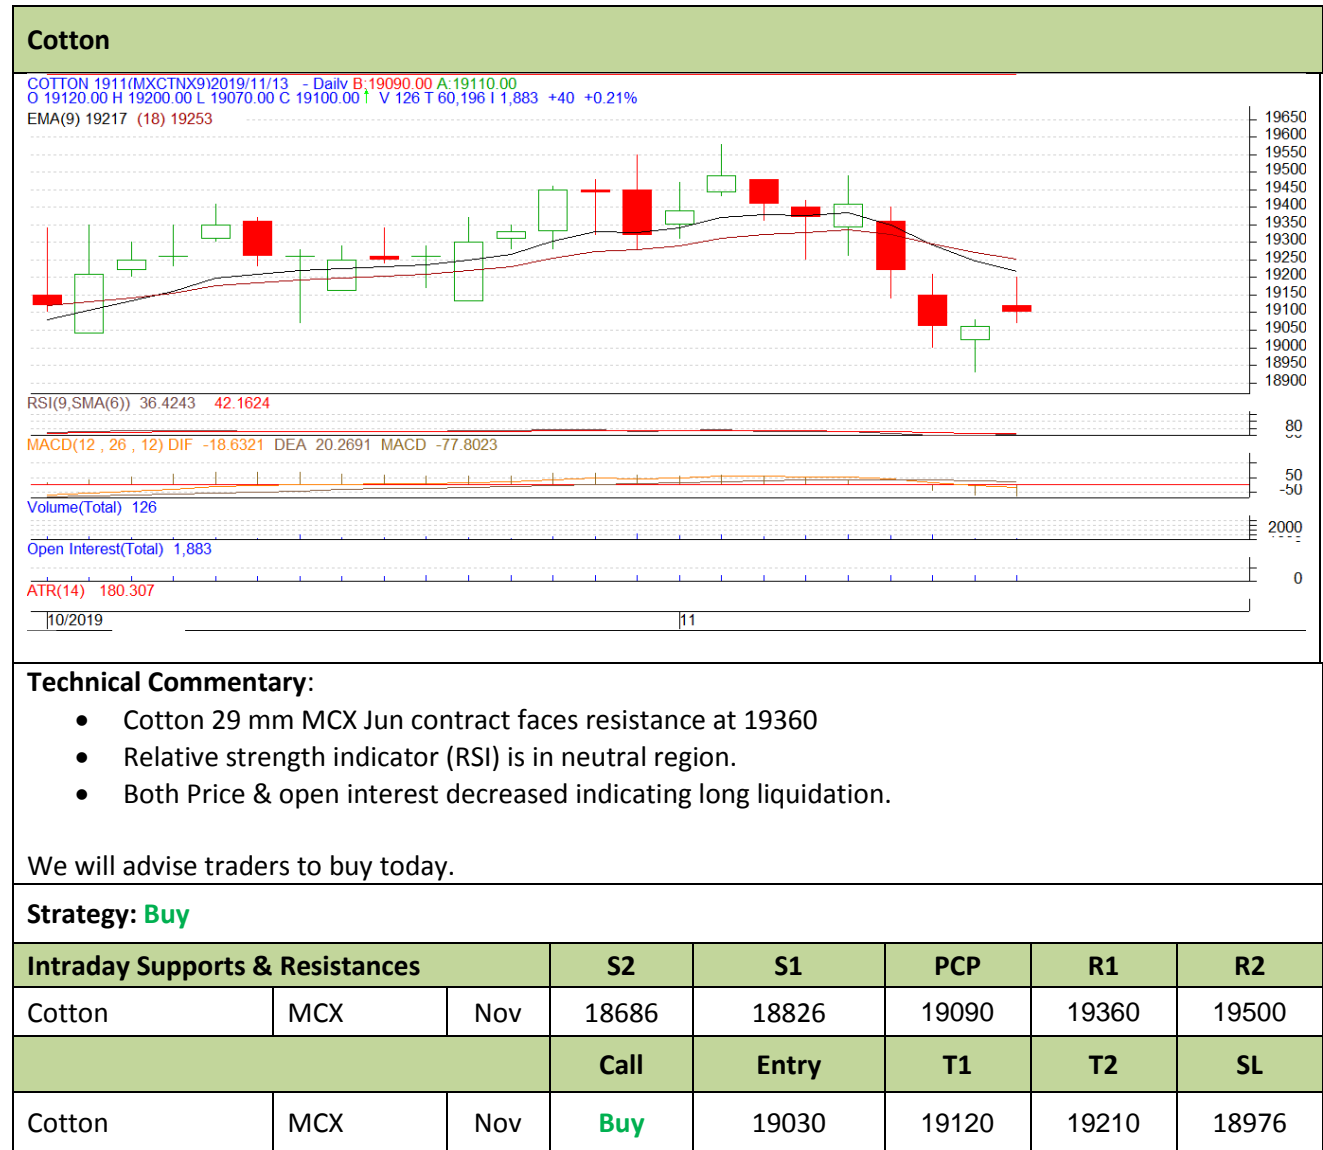 Cotton
COTTON 1911(MXCTNX9)2019/11/13 - Daily B:19090.00 A:19110.00
O 19120.00 H 19200.00 L 19070.00 C 19100.00↑ V 126 T 60,196 I 1,883 +40 +0.21%
EMA(9) 19217 (18) 19253
19650
19600
19550
19500
19450
19400
19350
19300
19250
19200
19150
19100
19050
19000
18950
18900
RSI(9,SMA(6)) 36.4243 42.1624
80
MACD(12 , 26 , 12) DIF -18.6321 DEA 20.2691 MACD -77.8023
50
-50
Volume(Total) 126
2000
Open Interest(Total) 1,883
0
ATR(14) 180.307
10/2019 11
Technical Commentary:
• Cotton 29 mm MCX Jun contract faces resistance at 19360
• Relative strength indicator (RSI) is in neutral region.
• Both Price & open interest decreased indicating long liquidation.
We will advise traders to buy today.
Strategy: Buy
Intraday Supports & Resistances S2 S1 PCP R1 R2
Cotton MCX Nov 18686 18826 19090 19360 19500
Call Entry T1 T2 SL
Cotton MCX Nov Buy 19030 19120 19210 18976